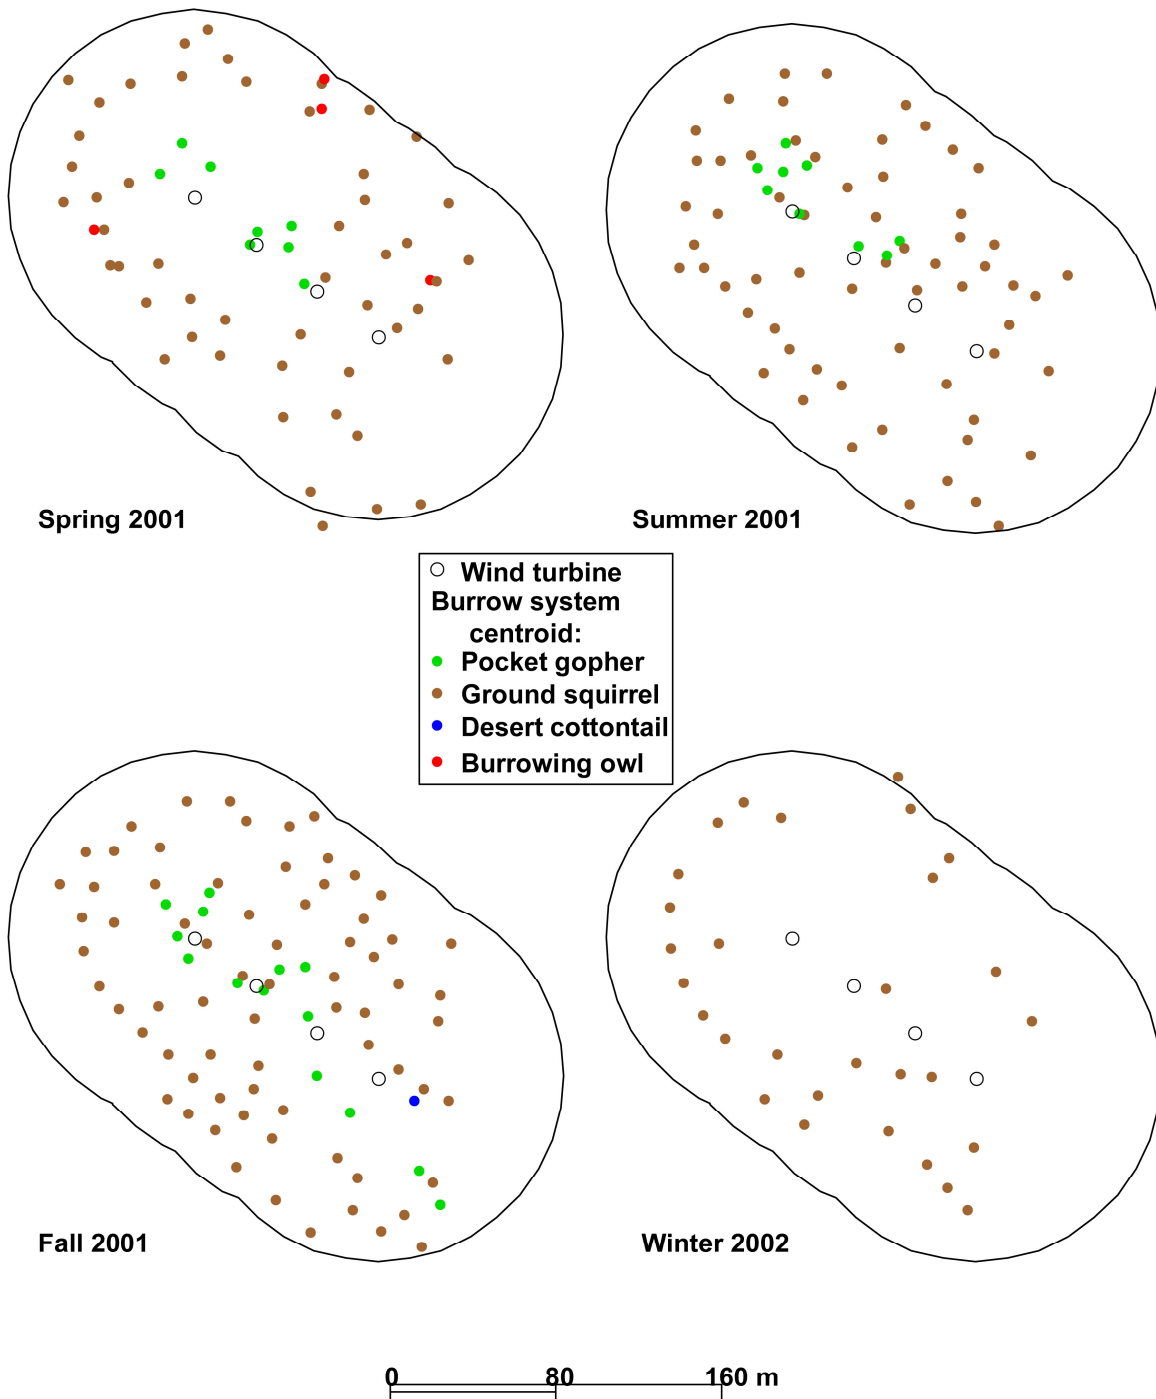 Spring 2001
Summer 2001
Wind turbine
Burrow system
centroid:
Pocket gopher
Ground squirrel
Desert cottontail
Burrowing owl
Fall 2001
Winter 2002
0 80 160 m